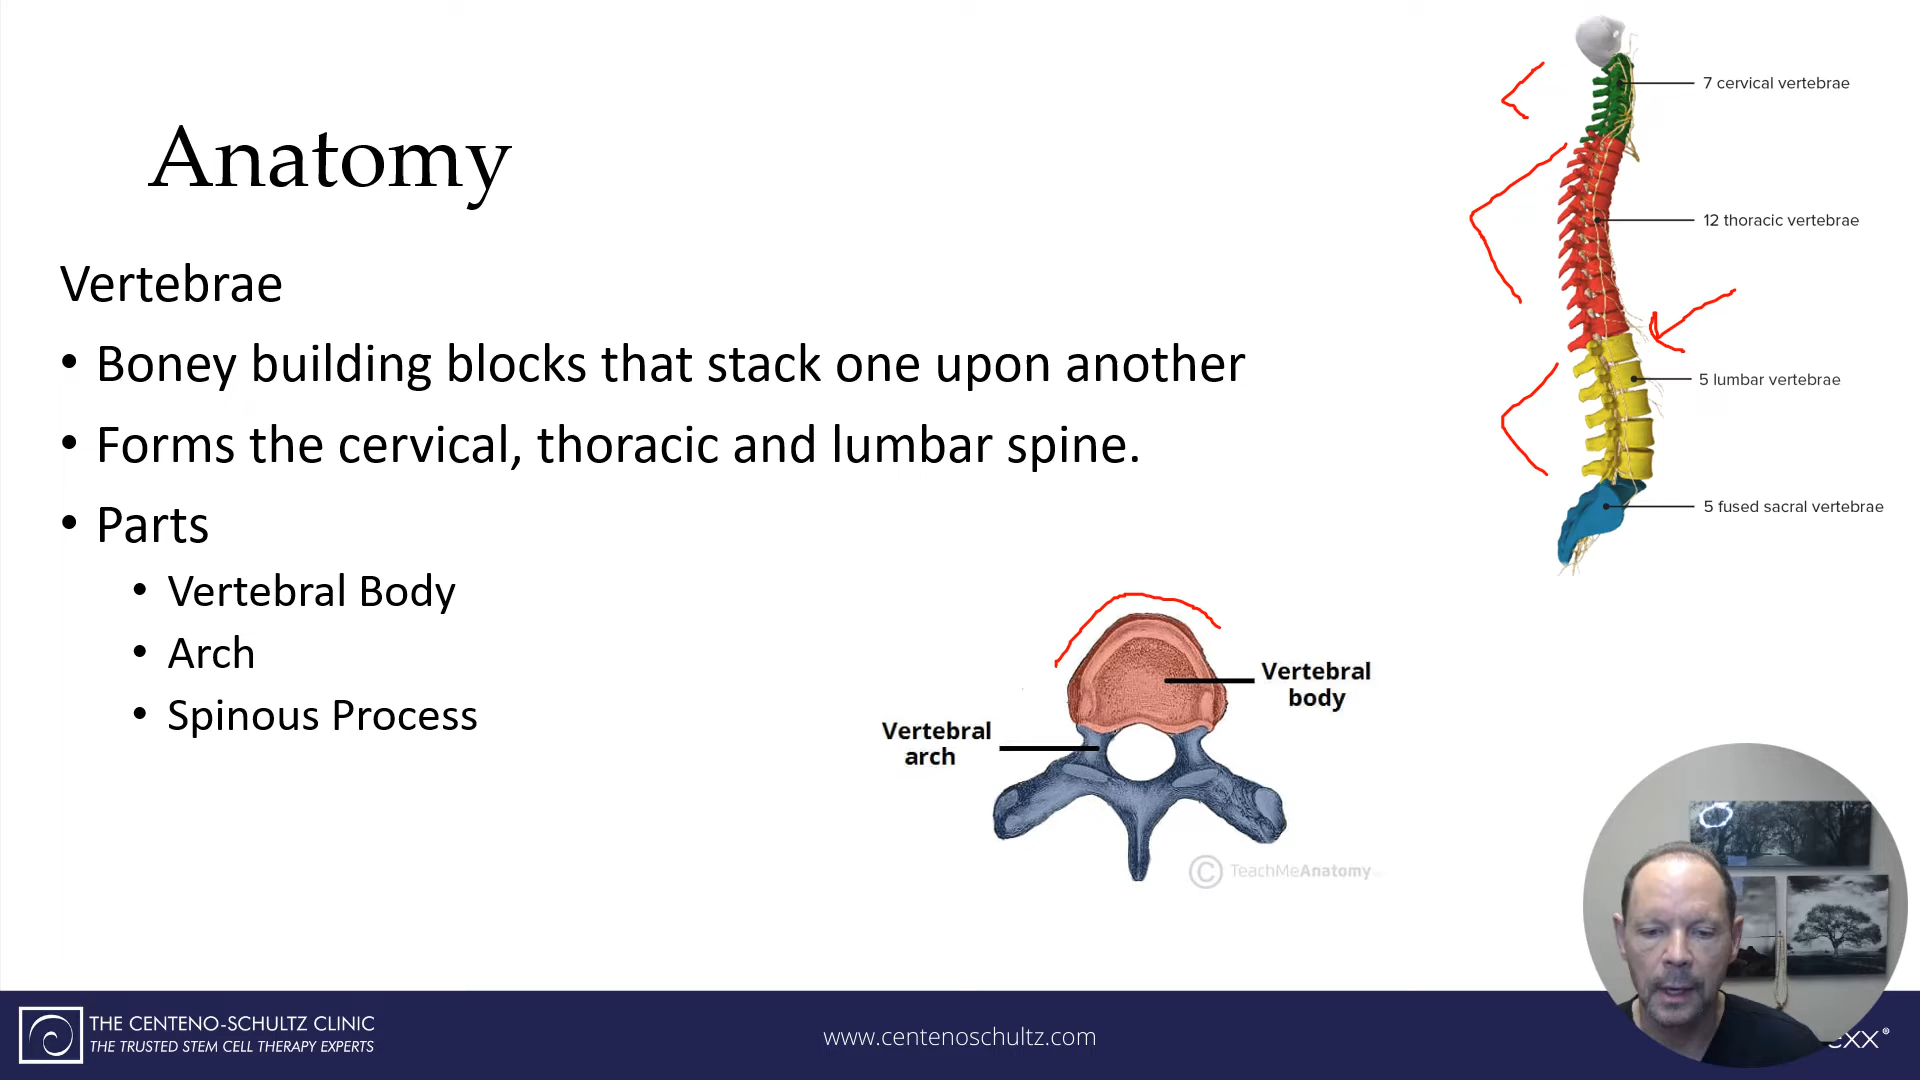 Anatomy
Vertebrae
• Boney building blocks that stack one upon another
• Forms the cervical, thoracic and lumbar spine.
• Parts
• Vertebral Body
• Arch
• Spinous Process
7 cervical vertebrae
12 thoracic vertebrae
5 lumbar vertebrae
5 fused sacral vertebrae
Vertebral
body
Vertebral
arch
© TeachMeAnatomy
THE CENTENO-SCHULTZ CLINIC
THE TRUSTED STEM CELL THERAPY EXPERTS
www.centenoschultz.com